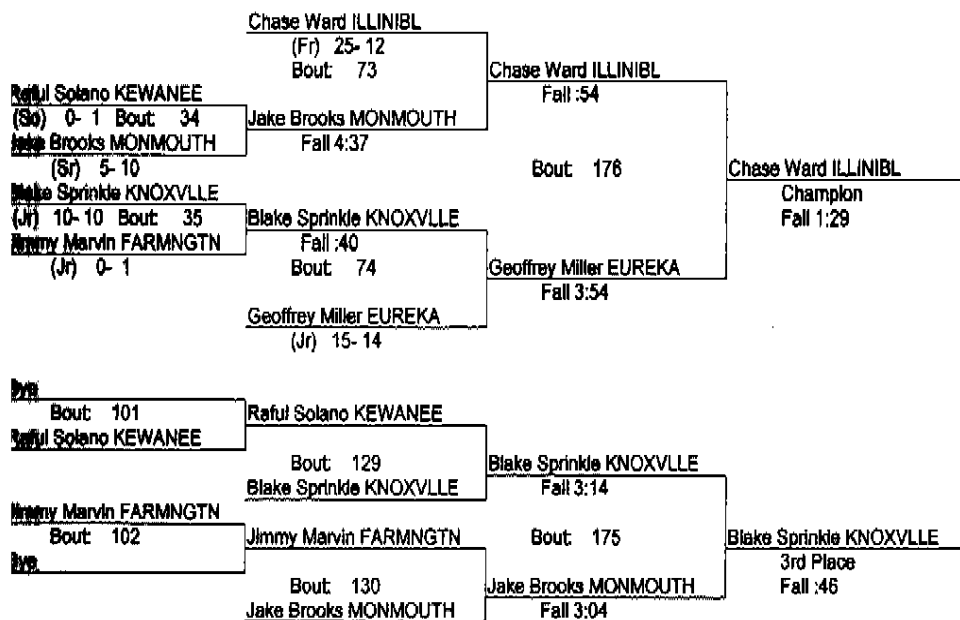 Chase Ward ILLINIBL
(Fr) 25- 12
Bout: 73
Chase Ward ILLINIBL
Fall :54
Raful Solano KEWANEE
(So) 0- 1 Bout: 34
Jake Brooks MONMOUTH
Jake Brooks MONMOUTH
Fall 4:37
(Sr) 5- 10
Bout: 176
Chase Ward ILLINIBL
Champion
Fall 1:29
Blake Sprinkle KNOXVLLE
(Jr) 10- 10 Bout: 35
Blake Sprinkle KNOXVLLE
Jimmy Marvin FARMNGTN
Fall :40
(Jr) 0- 1
Bout: 74
Geoffrey Miller EUREKA
Fall 3:54
Geoffrey Miller EUREKA
(Jr) 15- 14
Bye
Bout: 101
Raful Solano KEWANEE
Raful Solano KEWANEE
Bout: 129
Blake Sprinkle KNOXVLLE
Blake Sprinkle KNOXVLLE
Fall 3:14
Jimmy Marvin FARMNGTN
Bout: 102
Jimmy Marvin FARMNGTN
Bout: 175
Blake Sprinkle KNOXVLLE
3rd Place
Fall :46
Bye
Bout: 130
Jake Brooks MONMOUTH
Jake Brooks MONMOUTH
Fall 3:04